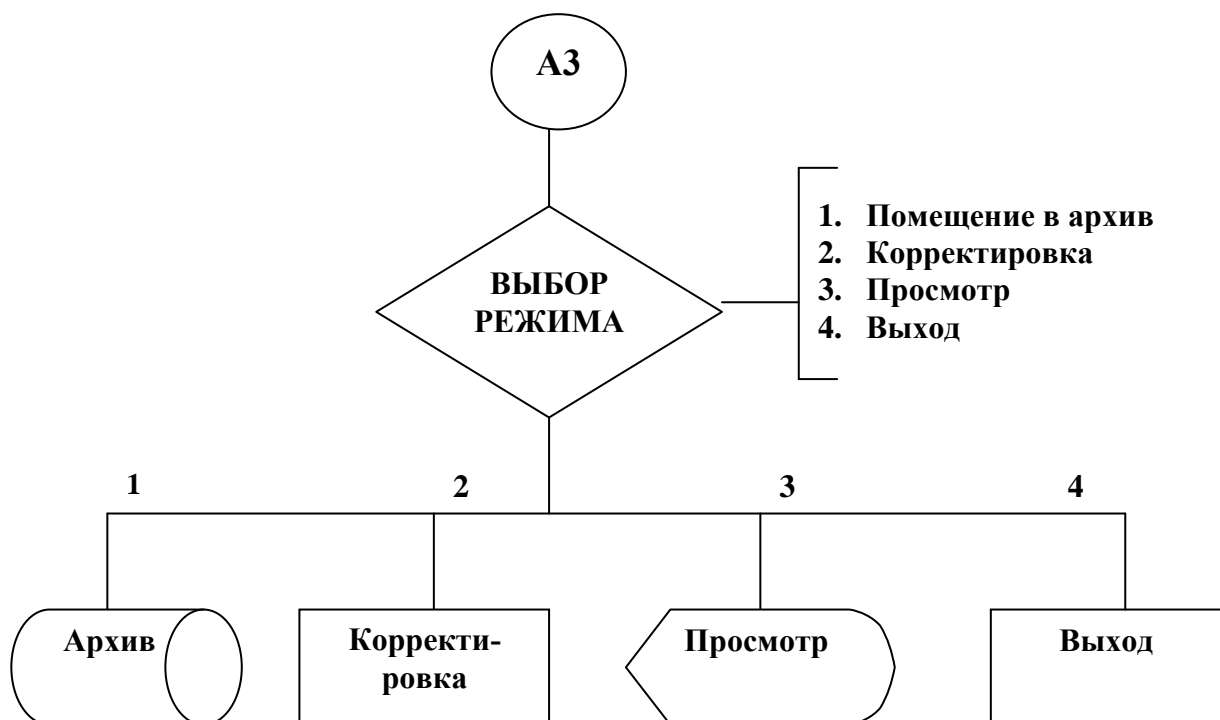 А3
ВЫБОР
РЕЖИМА
1. Помещение в архив
2. Корректировка
3. Просмотр
4. Выход
1 2 3 4
Архив
Корректи-
ровка
Просмотр
Выход